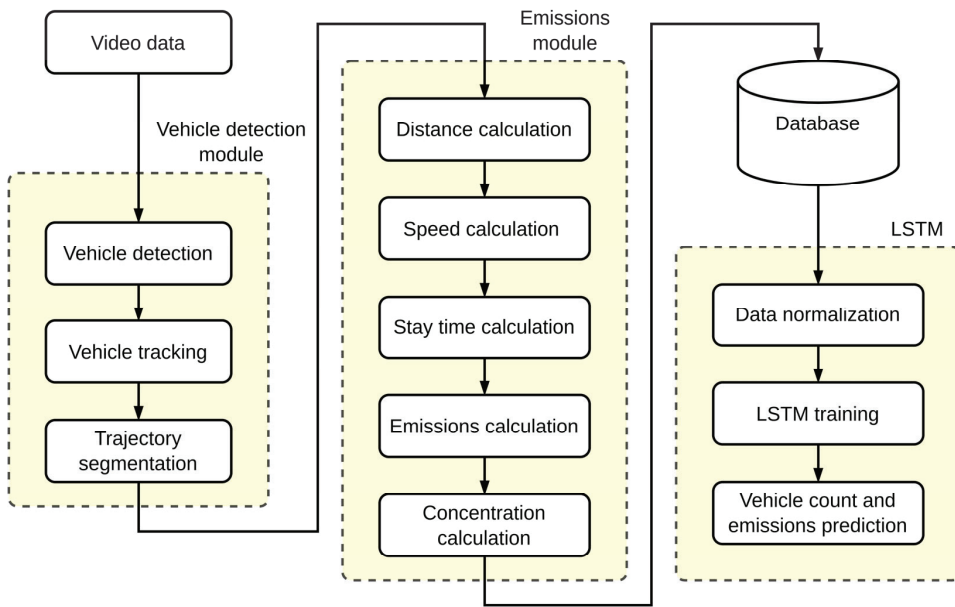 Video data
Vehicle detection
module
Vehicle detection
Vehicle tracking
Trajectory
segmentation
Emissions
module
Distance calculation
Speed calculation
Stay time calculation
Emissions calculation
Concentration
calculation
Database
LSTM
Data normalization
LSTM training
Vehicle count and
emissions prediction